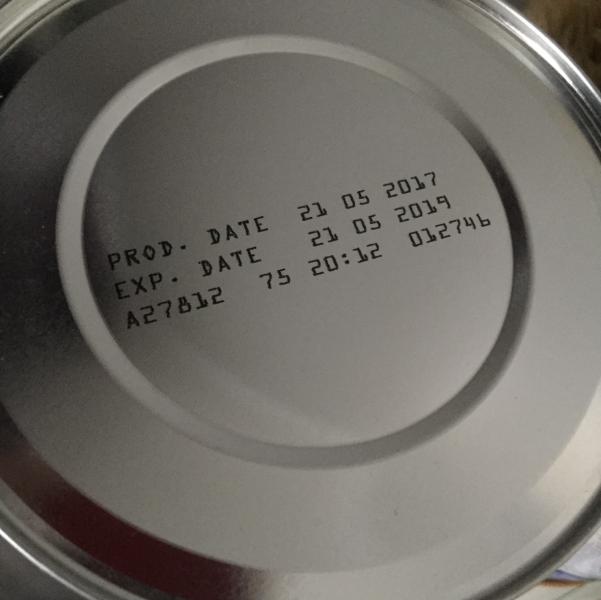 PROD. DATE 21 05 2017
EXP. DATE 21 05 2019
A27812 75 20:12 012746